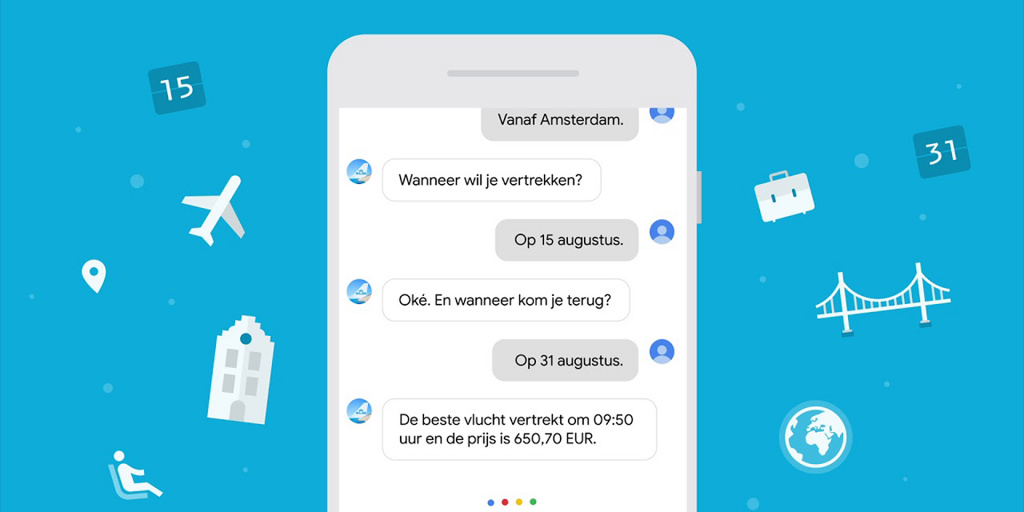 15
31
Vanaf Amsterdam.
Wanneer wil je vertrekken?
Op 15 augustus.
Oké. En wanneer kom je terug?
Op 31 augustus.
De beste vlucht vertrekt om 09:50
uur en de prijs is 650,70 EUR.